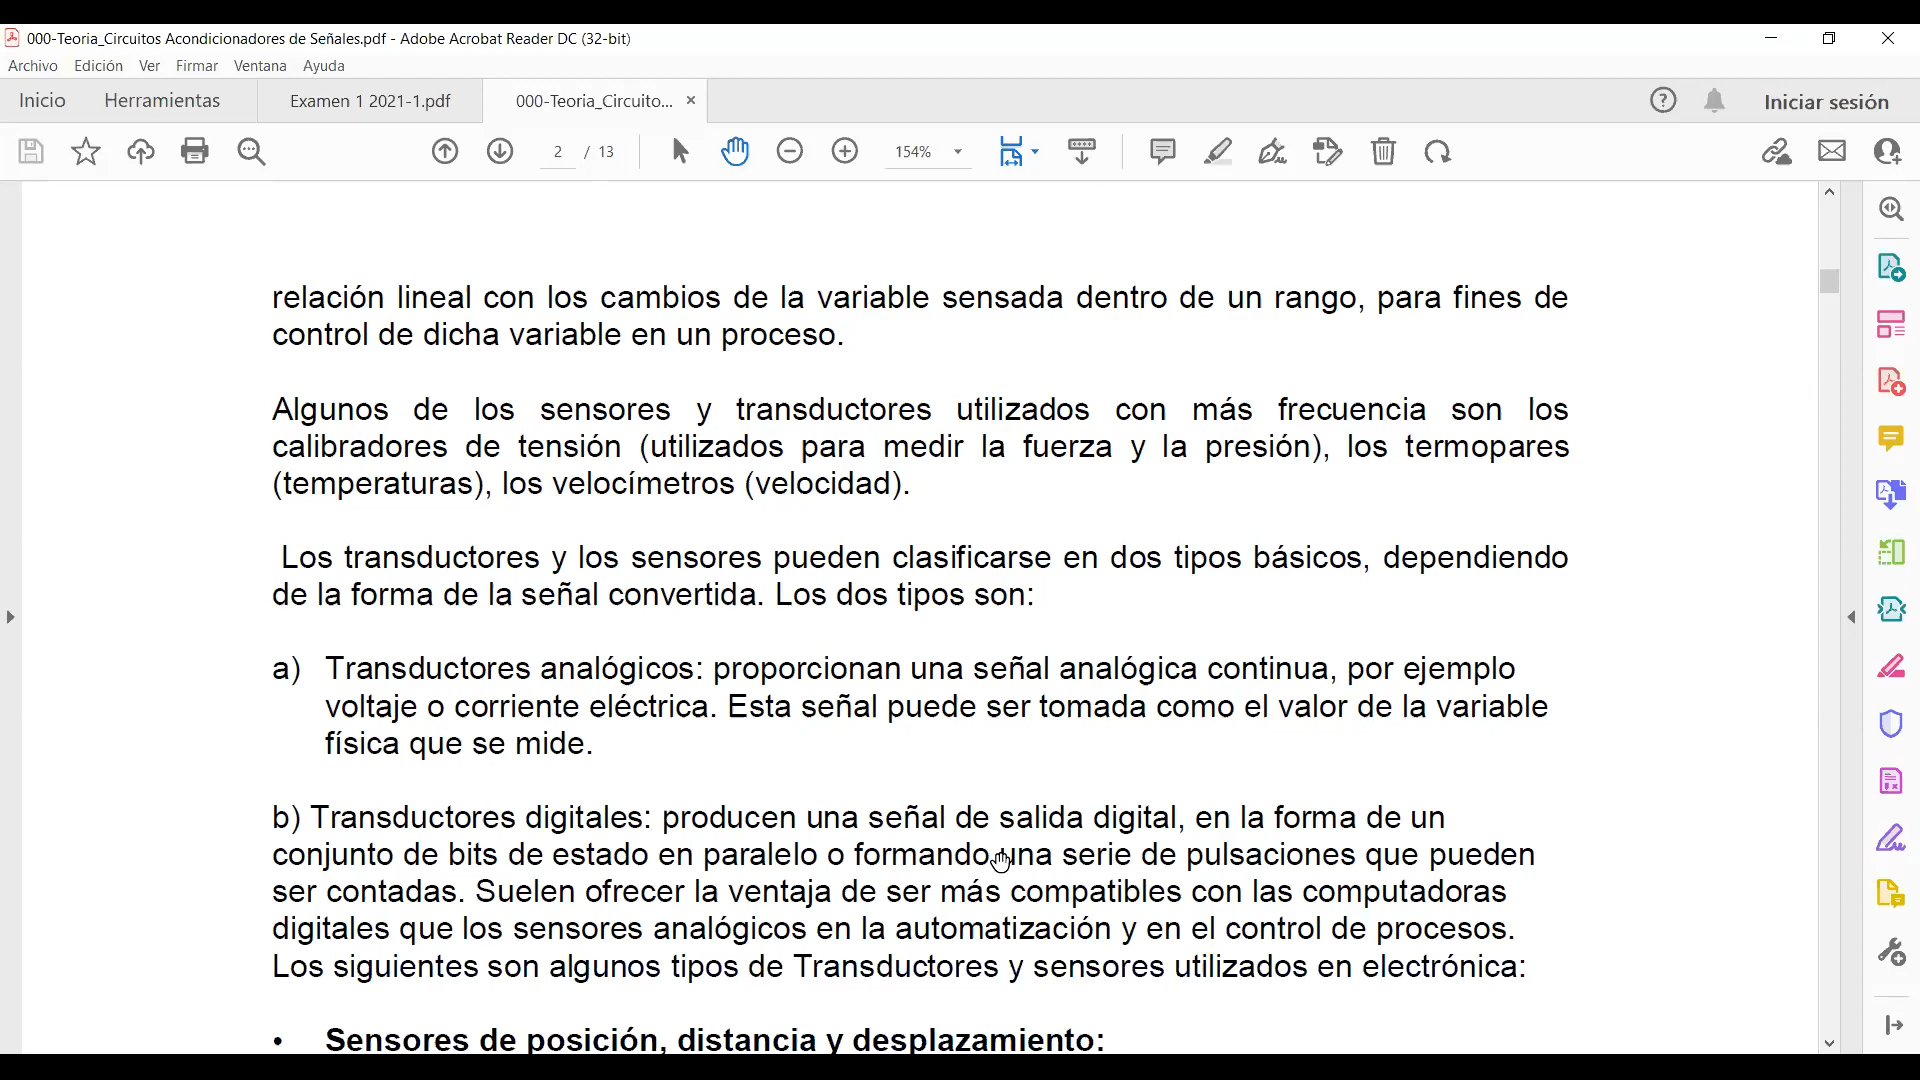 000-Teoria_Circuitos Acondicionadores de Señales.pdf - Adobe Acrobat Reader DC (32-bit)
Archivo Edición Ver Firmar Ventana Ayuda
Inicio Herramientas Examen 1 2021-1.pdf 000-Teoria_Circuito... × Iniciar sesión
2 / 13 154%
relación lineal con los cambios de la variable sensada dentro de un rango, para fines de
control de dicha variable en un proceso.
Algunos de los sensores y transductores utilizados con más frecuencia son los
calibradores de tensión (utilizados para medir la fuerza y la presión), los termopares
(temperaturas), los velocímetros (velocidad).
Los transductores y los sensores pueden clasificarse en dos tipos básicos, dependiendo
de la forma de la señal convertida. Los dos tipos son:
a) Transductores analógicos: proporcionan una señal analógica continua, por ejemplo
voltaje o corriente eléctrica. Esta señal puede ser tomada como el valor de la variable
física que se mide.
b) Transductores digitales: producen una señal de salida digital, en la forma de un
conjunto de bits de estado en paralelo o formando una serie de pulsaciones que pueden
ser contadas. Suelen ofrecer la ventaja de ser más compatibles con las computadoras
digitales que los sensores analógicos en la automatización y en el control de procesos.
Los siguientes son algunos tipos de Transductores y sensores utilizados en electrónica:
• Sensores de posición, distancia y desplazamiento: